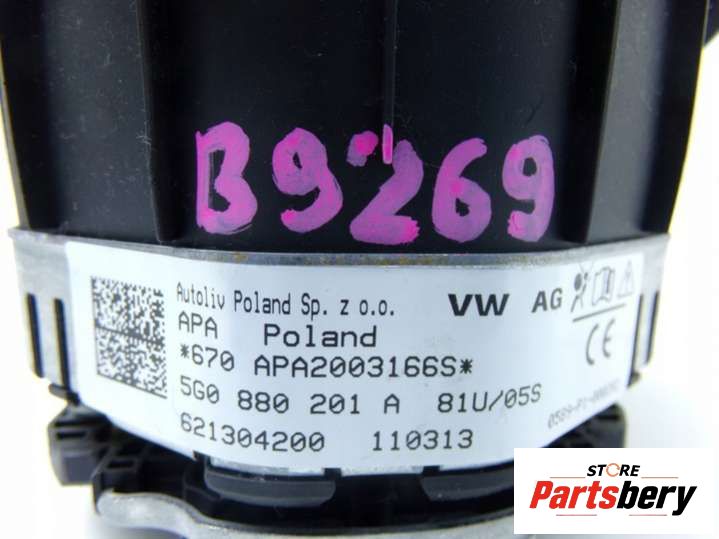 B9269
Autoliv Poland Sp. z o.o. VW AG
APA Poland
*670 APA2003166S*
5G0 880 201 A 81U/05S
621304200 110313
CE
STORE
Partsbery